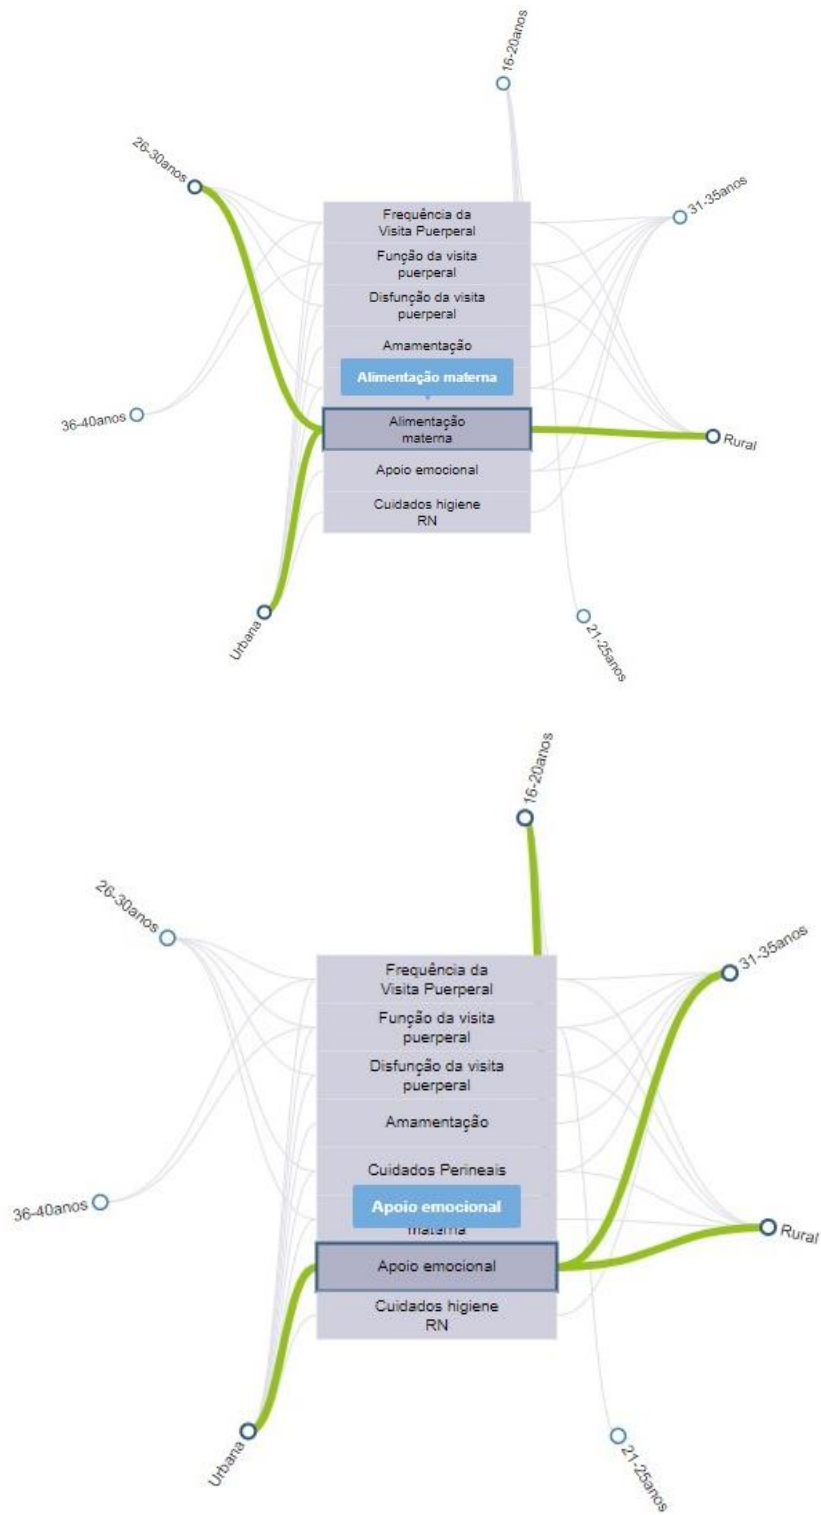 16-20anos
26-30anos
31-35anos
Frequência da
Visita Puerperal
Função da visita
puerperal
Disfunção da visita
puerperal
Amamentação
Alimentação materna
36-40anos
Alimentação
materna
Rural
Apoio emocional
Cuidados higiene
RN
Urbana
21-25anos
16-20anos
26-30anos
31-35anos
Frequência da
Visita Puerperal
Função da visita
puerperal
Disfunção da visita
puerperal
Amamentação
Cuidados Perineais
36-40anos
Apoio emocional
materna
Rural
Apoio emocional
Cuidados higiene
RN
Urbana
21-25anos